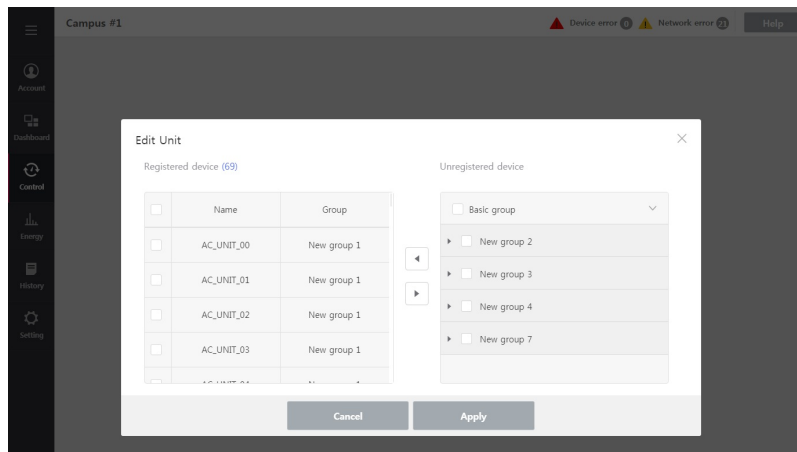 Campus #1
Device error 0
Network error 21
Help
Account
Dashboard
Control
Energy
History
Setting
Edit Unit
Registered device (69)
Name Group
AC_UNIT_00 New group 1
AC_UNIT_01 New group 1
AC_UNIT_02 New group 1
AC_UNIT_03 New group 1
Unregistered device
Basic group
New group 2
New group 3
New group 4
New group 7
Cancel
Apply